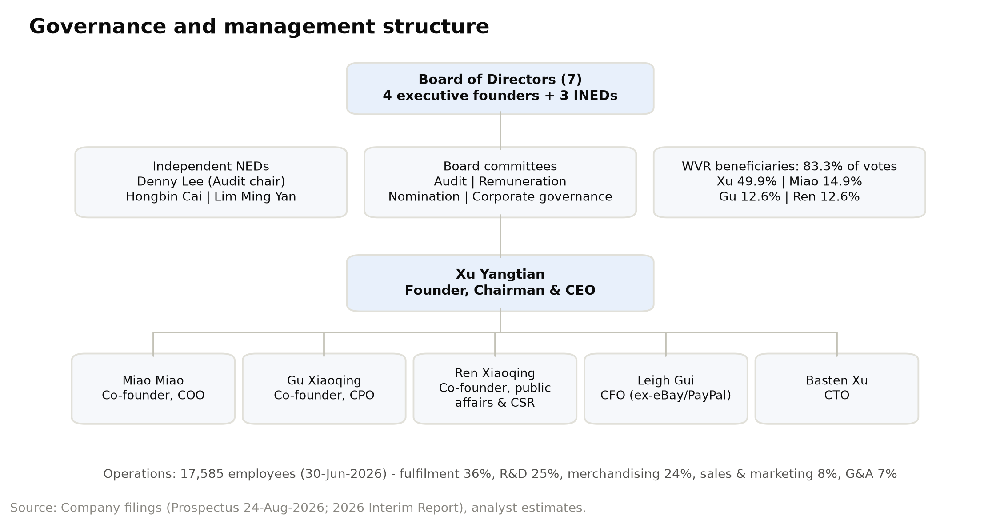 Governance and management structure
Board of Directors (7)
4 executive founders + 3 INEDs
Independent NEDs
Denny Lee (Audit chair)
Hongbin Cai | Lim Ming Yan
Board committees
Audit | Remuneration
Nomination | Corporate governance
WVR beneficiaries: 83.3% of votes
Xu 49.9% | Miao 14.9%
Gu 12.6% | Ren 12.6%
Xu Yangtian
Founder, Chairman & CEO
Miao Miao
Co-founder, COO
Gu Xiaoqing
Co-founder, CPO
Ren Xiaoqing
Co-founder, public
affairs & CSR
Leigh Gui
CFO (ex-eBay/PayPal)
Basten Xu
CTO
Operations: 17,585 employees (30-Jun-2026) - fulfilment 36%, R&D 25%, merchandising 24%, sales & marketing 8%, G&A 7%
Source: Company filings (Prospectus 24-Aug-2026; 2026 Interim Report), analyst estimates.